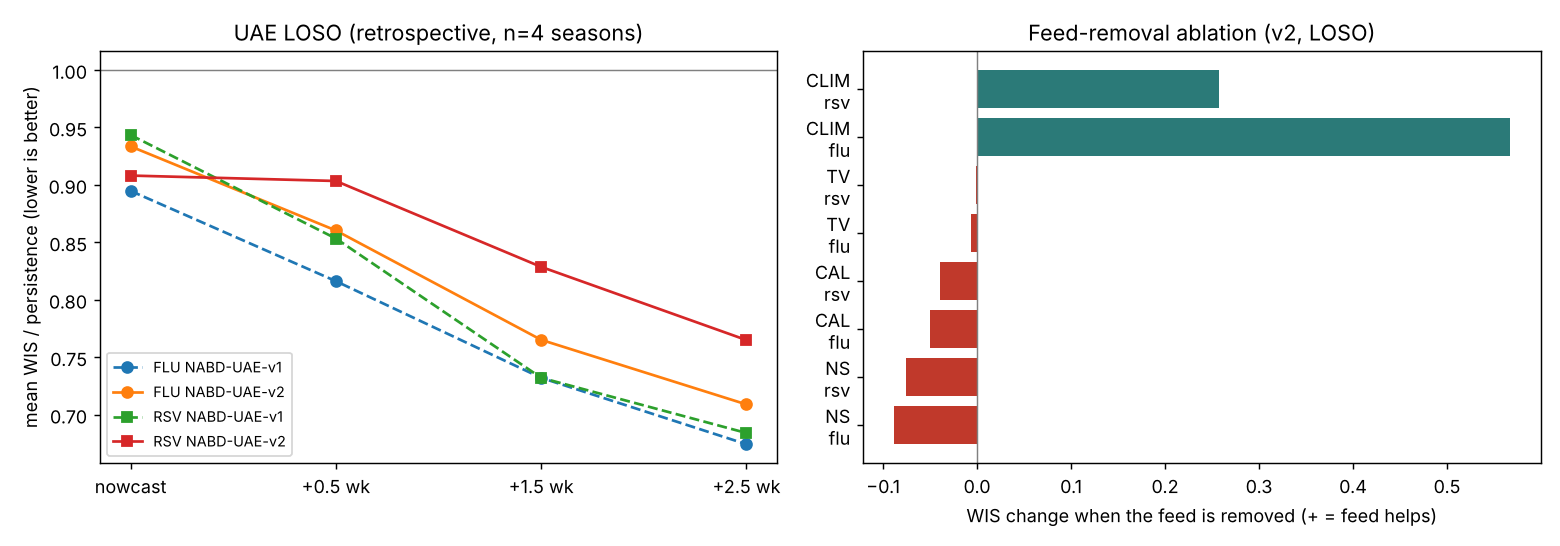 UAE LOSO (retrospective, n=4 seasons)
mean WIS / persistence (lower is better)
1.00
0.95
0.90
0.85
0.80
0.75
0.70
FLU NABD-UAE-v1
FLU NABD-UAE-v2
RSV NABD-UAE-v1
RSV NABD-UAE-v2
nowcast
+0.5 wk
+1.5 wk
+2.5 wk
Feed-removal ablation (v2, LOSO)
CLIM
rsv
CLIM
flu
TV
rsv
TV
flu
CAL
rsv
CAL
flu
NS
rsv
NS
flu
−0.1
0.0
0.1
0.2
0.3
0.4
0.5
WIS change when the feed is removed (+ = feed helps)